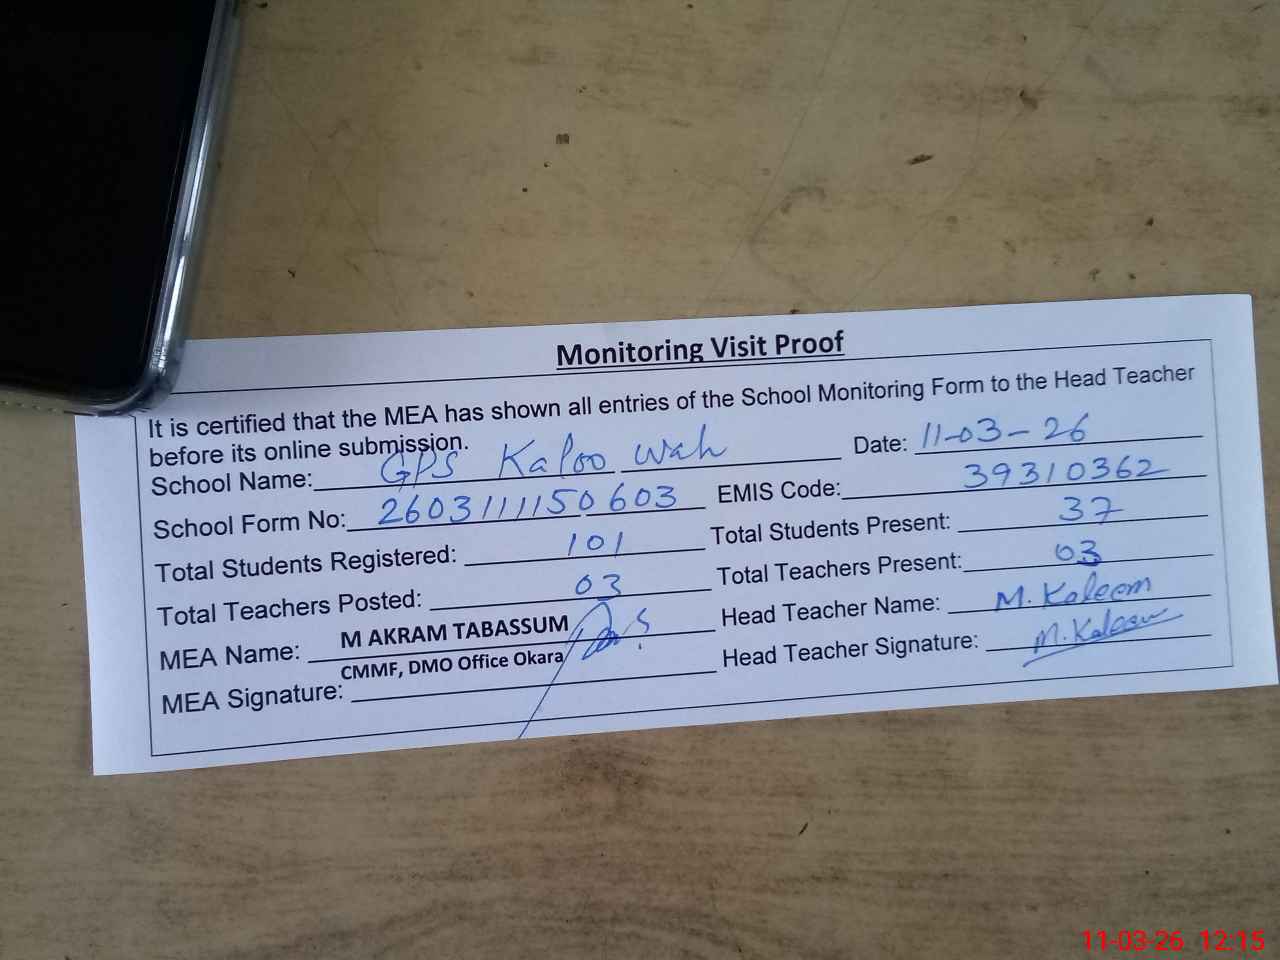 Monitoring Visit Proof
It is certified that the MEA has shown all entries of the School Monitoring Form to the Head Teacher
before its online submission.
School Name: GPS Kaloo Wah Date: 11-03-26
School Form No: 2603111150603 EMIS Code: 39310362
Total Students Registered: 101 Total Students Present: 37
Total Teachers Posted: 03 Total Teachers Present: 03
MEA Name: M AKRAM TABASSUM Head Teacher Name: M. Kaleem
CMMF, DMO Office Okara
MEA Signature: Head Teacher Signature: M. Kaleem
11-03-26 12:15